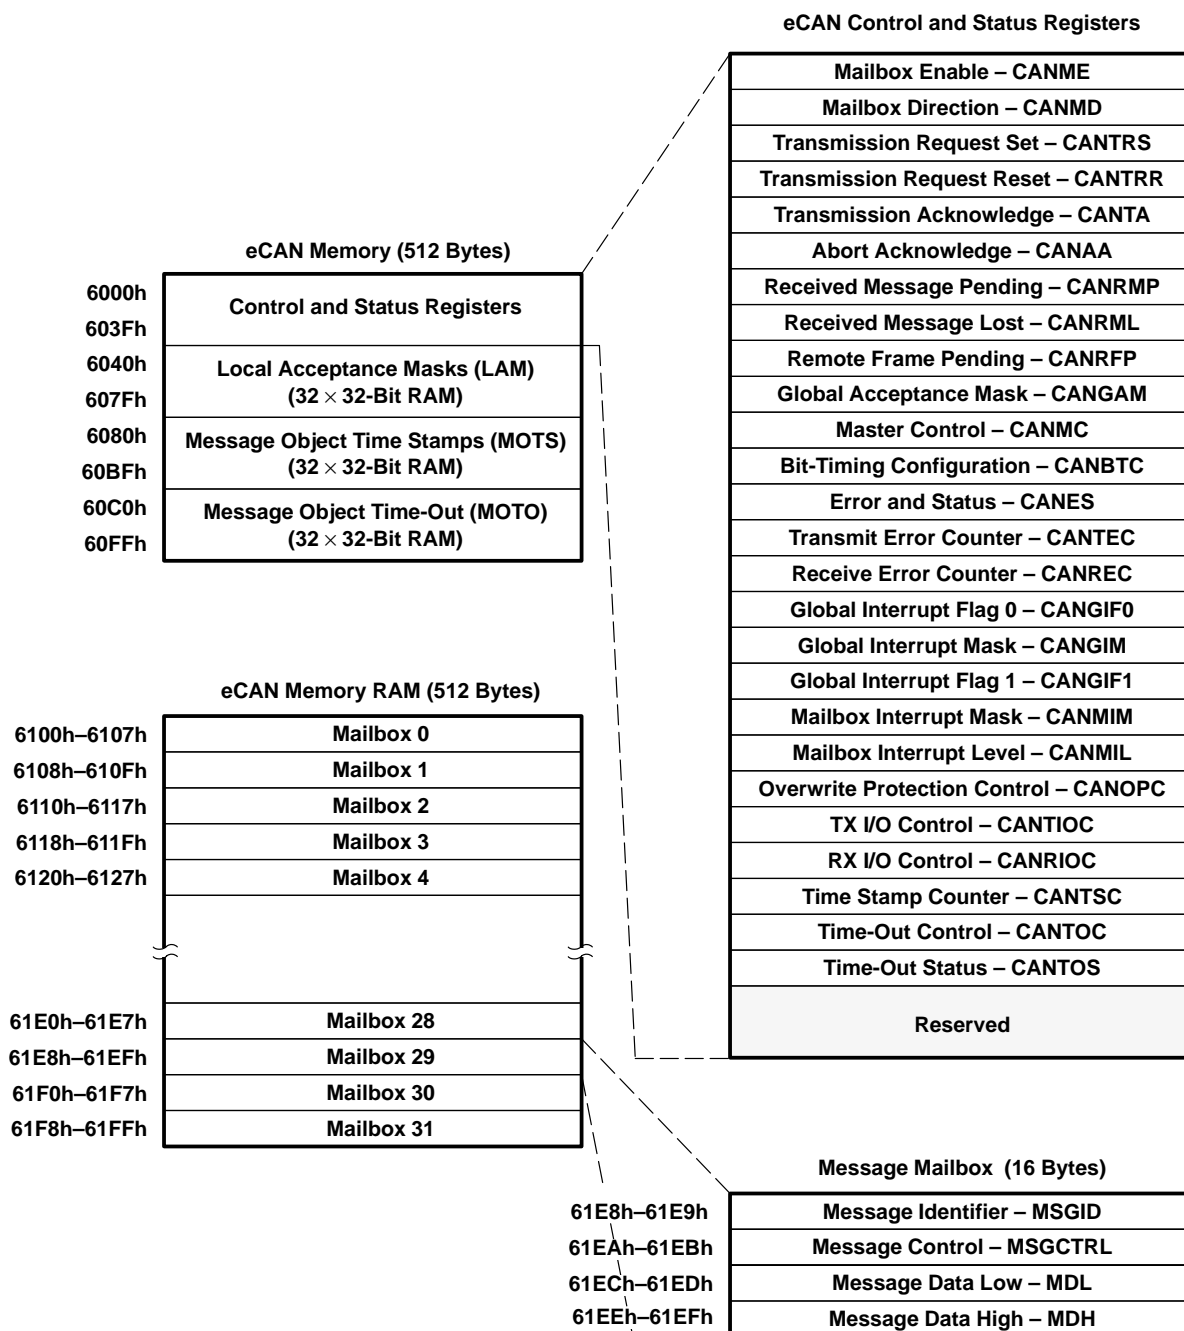 eCAN Control and Status Registers
Mailbox Enable – CANME
Mailbox Direction – CANMD
Transmission Request Set – CANTRS
Transmission Request Reset – CANTRR
Transmission Acknowledge – CANTA
Abort Acknowledge – CANAA
Received Message Pending – CANRMP
Received Message Lost – CANRML
Remote Frame Pending – CANRFP
Global Acceptance Mask – CANGAM
Master Control – CANMC
Bit-Timing Configuration – CANBTC
Error and Status – CANES
Transmit Error Counter – CANTEC
Receive Error Counter – CANREC
Global Interrupt Flag 0 – CANGIF0
Global Interrupt Mask – CANGIM
Global Interrupt Flag 1 – CANGIF1
Mailbox Interrupt Mask – CANMIM
Mailbox Interrupt Level – CANMIL
Overwrite Protection Control – CANOPC
TX I/O Control – CANTIOC
RX I/O Control – CANRIOC
Time Stamp Counter – CANTSC
Time-Out Control – CANTOC
Time-Out Status – CANTOS
Reserved
eCAN Memory (512 Bytes)
6000h
Control and Status Registers
603Fh
6040h
Local Acceptance Masks (LAM)
(32 × 32-Bit RAM)
607Fh
6080h
Message Object Time Stamps (MOTS)
(32 × 32-Bit RAM)
60BFh
60C0h
Message Object Time-Out (MOTO)
(32 × 32-Bit RAM)
60FFh
eCAN Memory RAM (512 Bytes)
6100h–6107h Mailbox 0
6108h–610Fh Mailbox 1
6110h–6117h Mailbox 2
6118h–611Fh Mailbox 3
6120h–6127h Mailbox 4
61E0h–61E7h Mailbox 28
61E8h–61EFh Mailbox 29
61F0h–61F7h Mailbox 30
61F8h–61FFh Mailbox 31
Message Mailbox (16 Bytes)
61E8h–61E9h Message Identifier – MSGID
61EAh–61EBh Message Control – MSGCTRL
61ECh–61EDh Message Data Low – MDL
61EEh–61EFh Message Data High – MDH